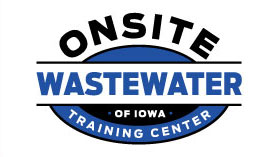 ONSITE
WASTEWATER
· OF IOWA ·
TRAINING CENTER